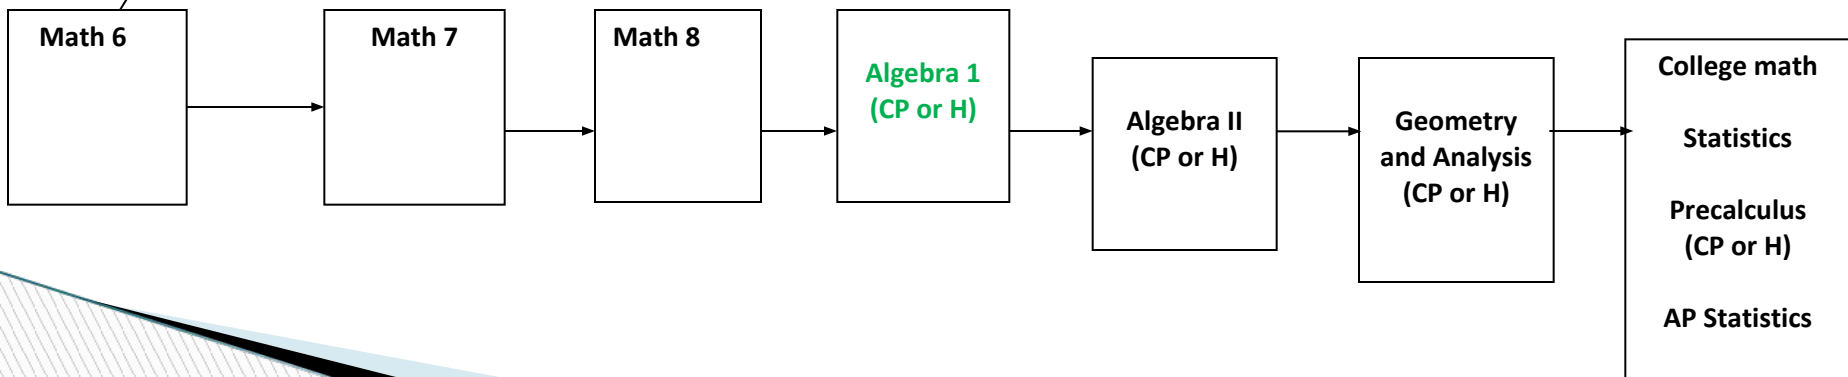 Math 6
Math 7
Math 8
Algebra 1
(CP or H)
Algebra II
(CP or H)
Geometry
and Analysis
(CP or H)
College math
Statistics
Precalculus
(CP or H)
AP Statistics